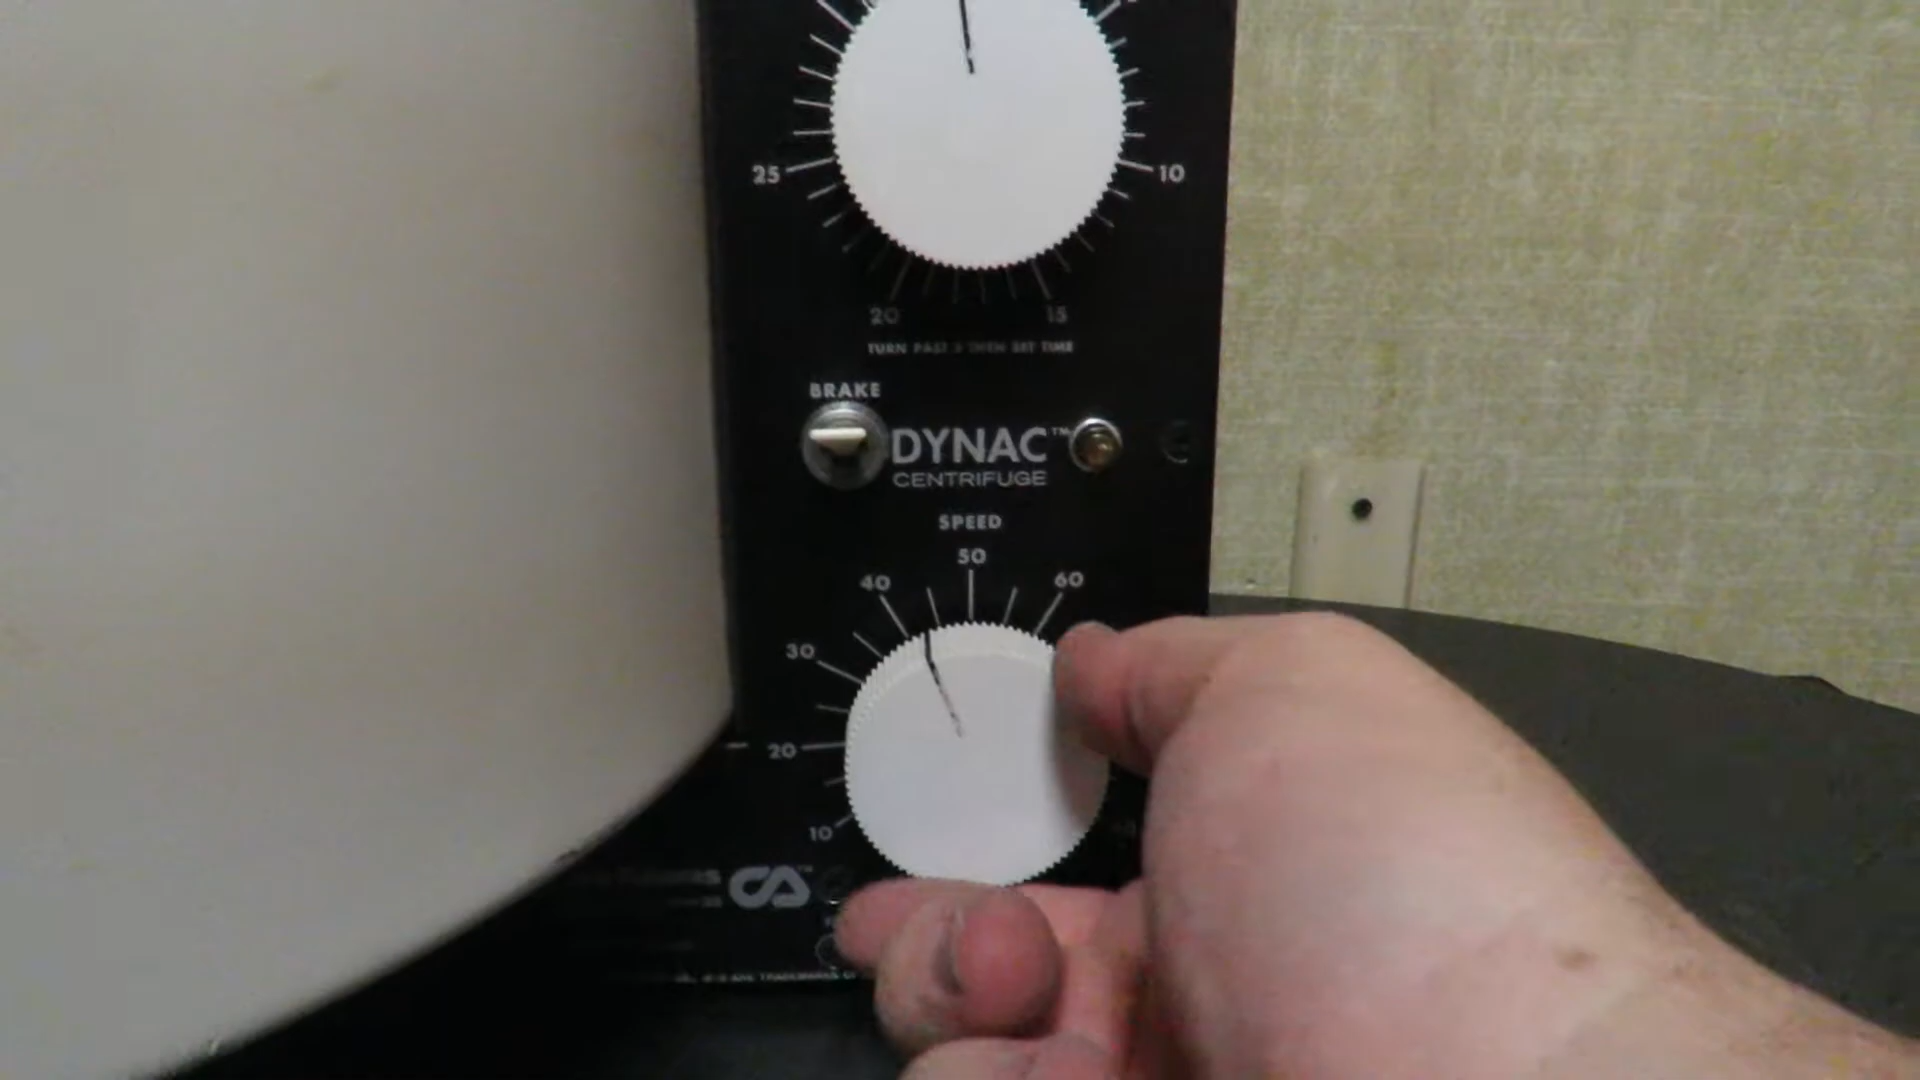 25
10
20
15
TURN PAST 5 THEN SET TIME
BRAKE
DYNAC™
CENTRIFUGE
SPEED
50
40
60
30
20
10